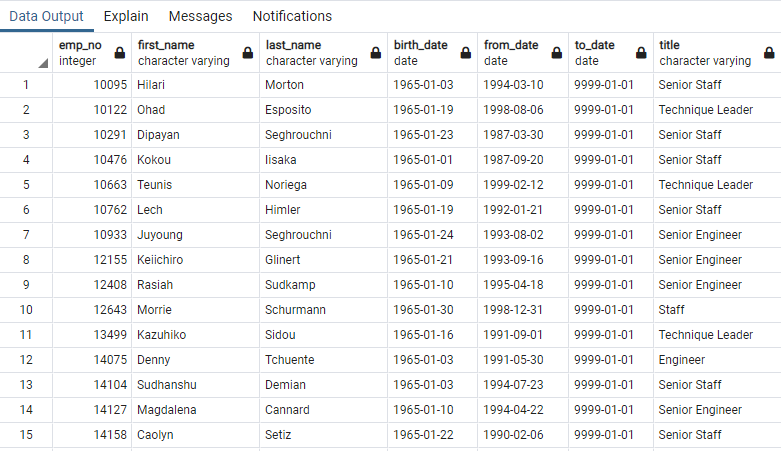 Data Output Explain Messages Notifications
emp_no first_name last_name birth_date from_date to_date title
integer character varying character varying date date date character varying
1 10095 Hilari Morton 1965-01-03 1994-03-10 9999-01-01 Senior Staff
2 10122 Ohad Esposito 1965-01-19 1998-08-06 9999-01-01 Technique Leader
3 10291 Dipayan Seghrouchni 1965-01-23 1987-03-30 9999-01-01 Senior Staff
4 10476 Kokou Iisaka 1965-01-01 1987-09-20 9999-01-01 Senior Staff
5 10663 Teunis Noriega 1965-01-09 1999-02-12 9999-01-01 Technique Leader
6 10762 Lech Himler 1965-01-19 1992-01-21 9999-01-01 Senior Staff
7 10933 Juyoung Seghrouchni 1965-01-24 1993-08-02 9999-01-01 Senior Engineer
8 12155 Keiichiro Glinert 1965-01-21 1993-09-16 9999-01-01 Senior Engineer
9 12408 Rasiah Sudkamp 1965-01-10 1995-04-18 9999-01-01 Senior Engineer
10 12643 Morrie Schurmann 1965-01-30 1998-12-31 9999-01-01 Staff
11 13499 Kazuhiko Sidou 1965-01-16 1991-09-01 9999-01-01 Technique Leader
12 14075 Denny Tchuente 1965-01-03 1991-05-30 9999-01-01 Engineer
13 14104 Sudhanshu Demian 1965-01-03 1994-07-23 9999-01-01 Senior Staff
14 14127 Magdalena Cannard 1965-01-10 1994-04-22 9999-01-01 Senior Engineer
15 14158 Caolyn Setiz 1965-01-22 1990-02-06 9999-01-01 Senior Staff